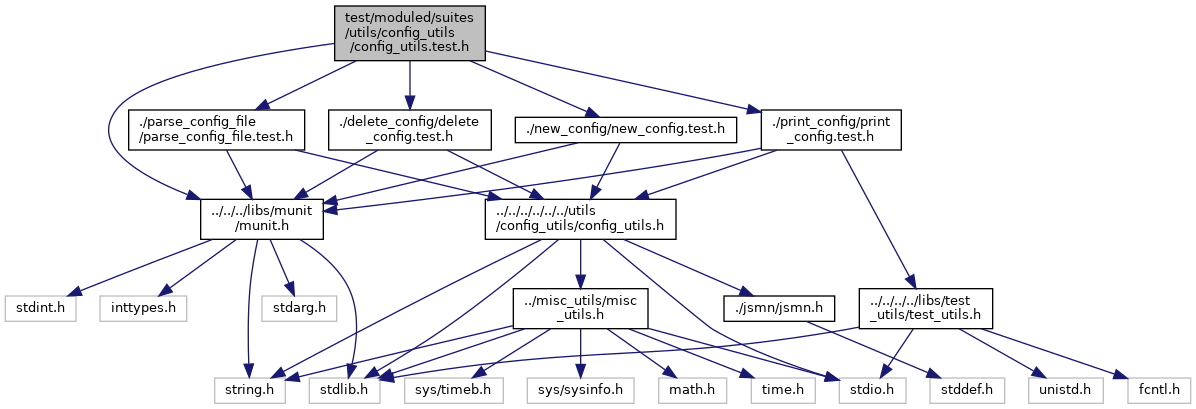 test/moduled/suites
/utils/config_utils
/config_utils.test.h
./parse_config_file
/parse_config_file.test.h
./delete_config/delete
_config.test.h
./new_config/new_config.test.h
./print_config/print
_config.test.h
../../../libs/munit
/munit.h
../../../../../../utils
/config_utils/config_utils.h
stdint.h
inttypes.h
stdarg.h
../misc_utils/misc
_utils.h
./jsmn/jsmn.h
../../../../libs/test
_utils/test_utils.h
string.h
stdlib.h
sys/timeb.h
sys/sysinfo.h
math.h
time.h
stdio.h
stddef.h
unistd.h
fcntl.h